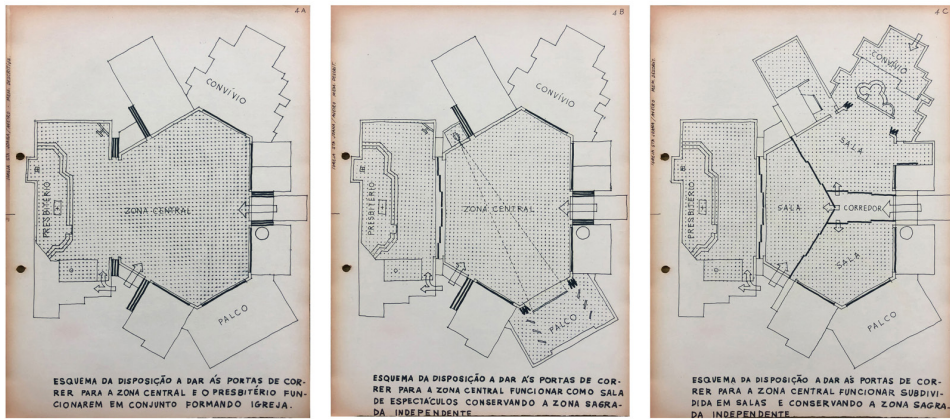 4A
CONVÍVIO
PRESBITÉRIO
ZONA CENTRAL
PALCO
ESQUEMA DA DISPOSIÇÃO A DAR ÁS PORTAS DE COR-
RER PARA A ZONA CENTRAL E O PRESBITÉRIO FUN-
CIONAREM EM CONJUNTO FORMANDO IGREJA.
4B
CONVÍVIO
PRESBITÉRIO
ZONA CENTRAL
PALCO
ESQUEMA DA DISPOSIÇÃO A DAR ÁS PORTAS DE COR-
RER PARA A ZONA CENTRAL FUNCIONAR COMO SALA
DE ESPECTÁCULOS CONSERVANDO A ZONA SAGRA-
DA INDEPENDENTE
4C
CONVÍVIO
SALA
PRESBITÉRIO
SALA
CORREDOR
SALA
PALCO
ESQUEMA DA DISPOSIÇÃO A DAR ÁS PORTAS DE COR-
RER PARA A ZONA CENTRAL FUNCIONAR SUBDIVI-
DIDA EM SALAS E CONSERVANDO A ZONA SAGRA-
DA INDEPENDENTE